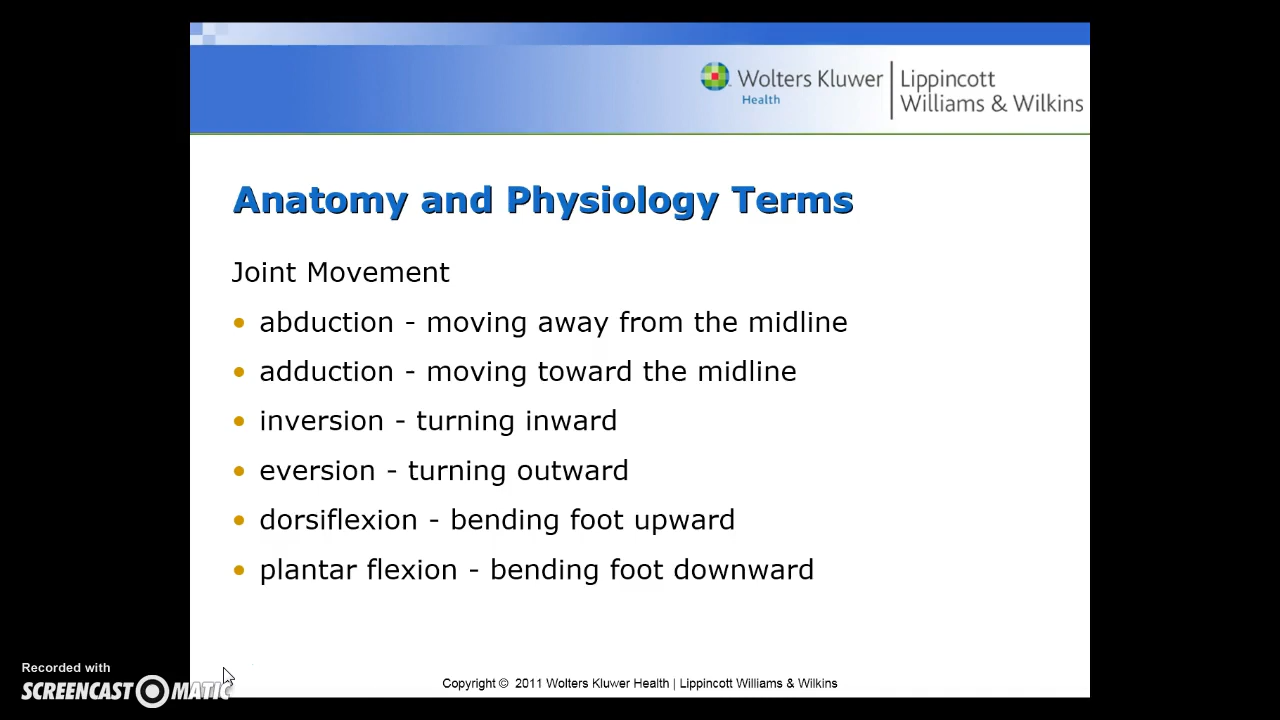 Wolters Kluwer
Health
Lippincott
Williams & Wilkins
Anatomy and Physiology Terms
Joint Movement
• abduction - moving away from the midline
• adduction - moving toward the midline
• inversion - turning inward
• eversion - turning outward
• dorsiflexion - bending foot upward
• plantar flexion - bending foot downward
Recorded with
SCREENCAST MATIC
Copyright © 2011 Wolters Kluwer Health | Lippincott Williams & Wilkins